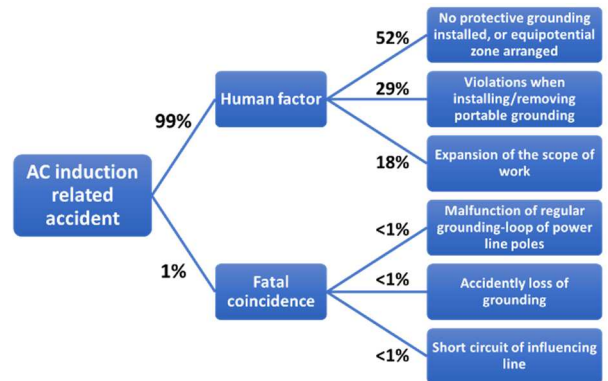 No protective grounding
installed, or equipotential
zone arranged
52%
Human factor
29%
Violations when
installing/removing
portable grounding
99%
18%
Expansion of the scope of
work
AC induction
related
accident
Malfunction of regular
grounding-loop of power
line poles
<1%
1%
Fatal
coincidence
<1%
Accidently loss of
grounding
<1%
Short circuit of influencing
line